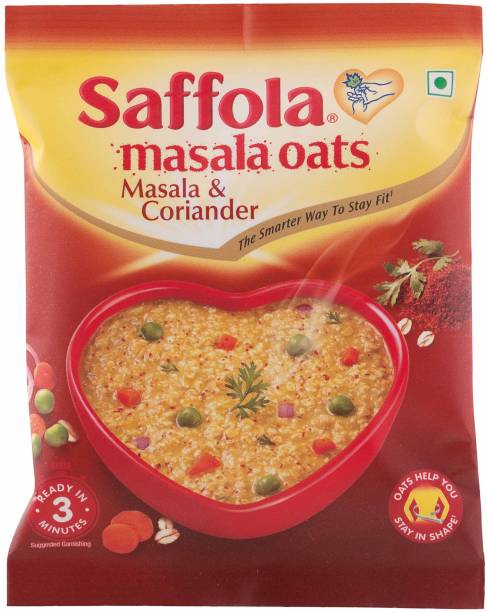 Saffola®
masala oats
Masala &
Coriander
The Smarter Way To Stay Fit¹
READY IN
3
MINUTES
Suggested Garnishing
OATS HELP YOU
STAY IN SHAPE